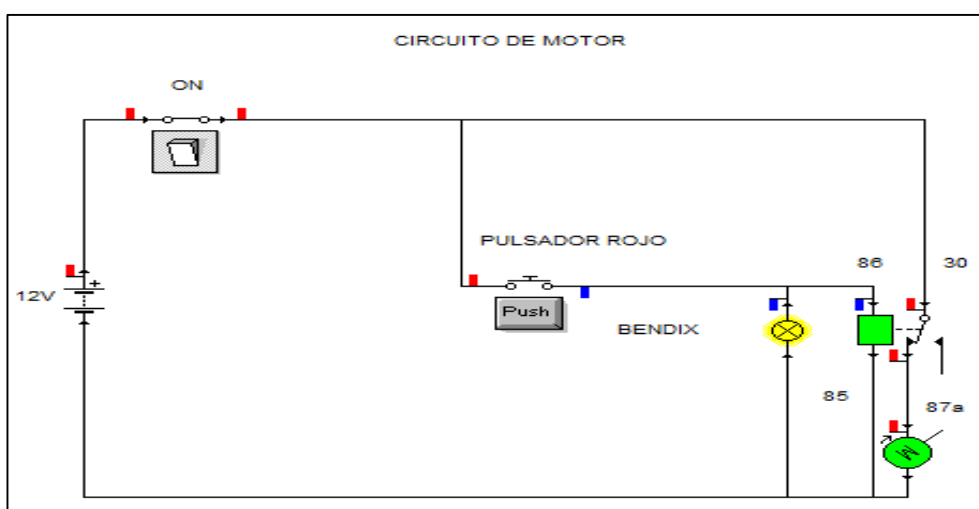 CIRCUITO DE MOTOR
ON
PULSADOR ROJO
86 30
12V
Push
BENDIX
85
87a
M